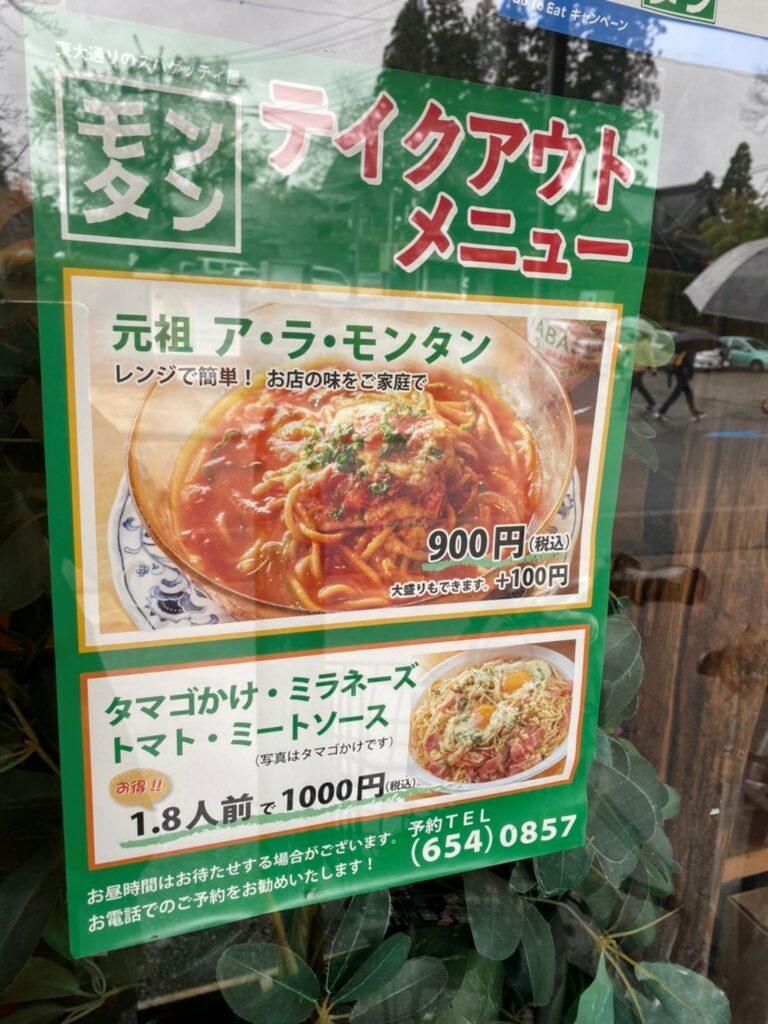 Go To Eat キャンペーン
東大通りのスパゲッティ屋
モン
タン
テイクアウト
メニュー
元祖 ア・ラ・モンタン
レンジで簡単！ お店の味をご家庭で
900円(税込)
大盛りもできます。+100円
タマゴかけ・ミラネーズ
トマト・ミートソース
(写真はタマゴかけです)
お得!!
1.8人前で1000円(税込)
お昼時間はお待たせする場合がございます。
お電話でのご予約をお勧めいたします！
予約TEL
(654)0857